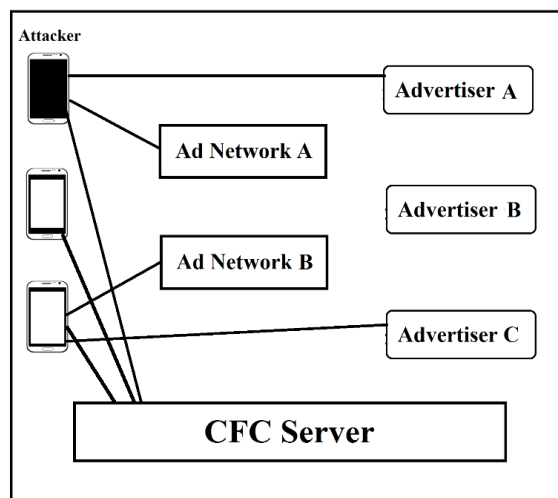 Attacker
Advertiser A
Ad Network A
Advertiser B
Ad Network B
Advertiser C
CFC Server